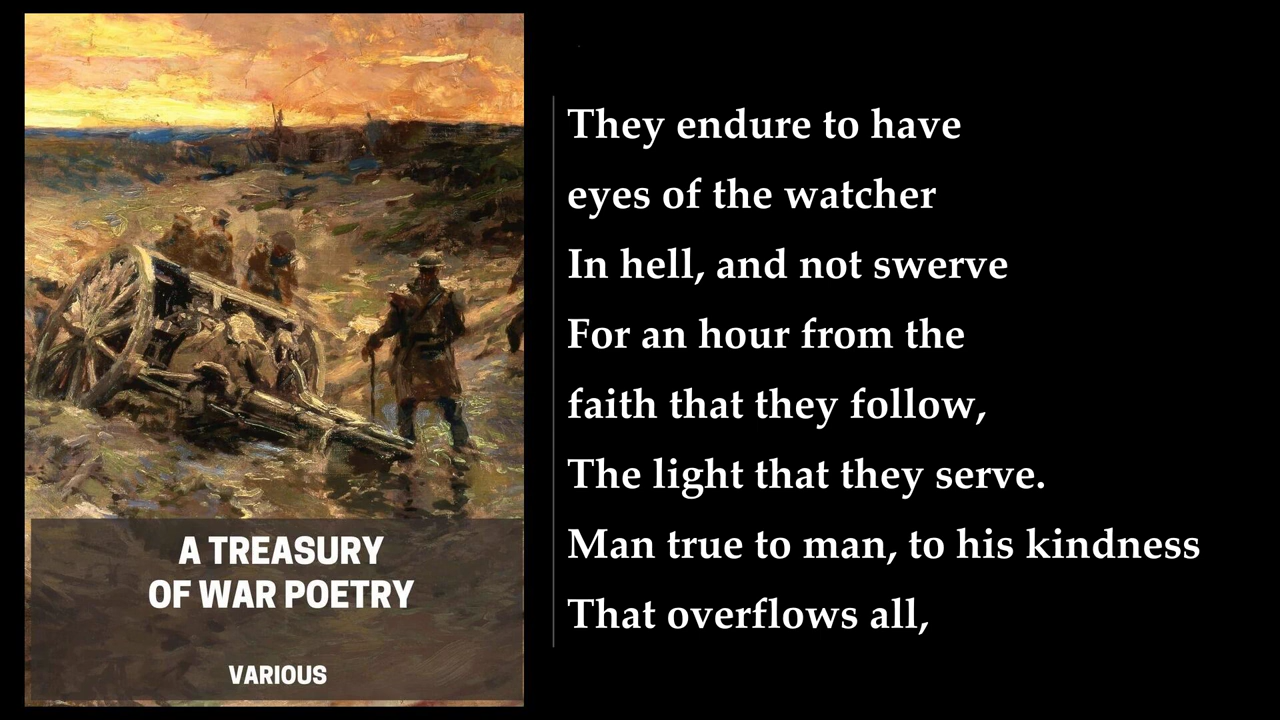 They endure to have
eyes of the watcher
In hell, and not swerve
For an hour from the
faith that they follow,
The light that they serve.
Man true to man, to his kindness
That overflows all,
A TREASURY
OF WAR POETRY
VARIOUS